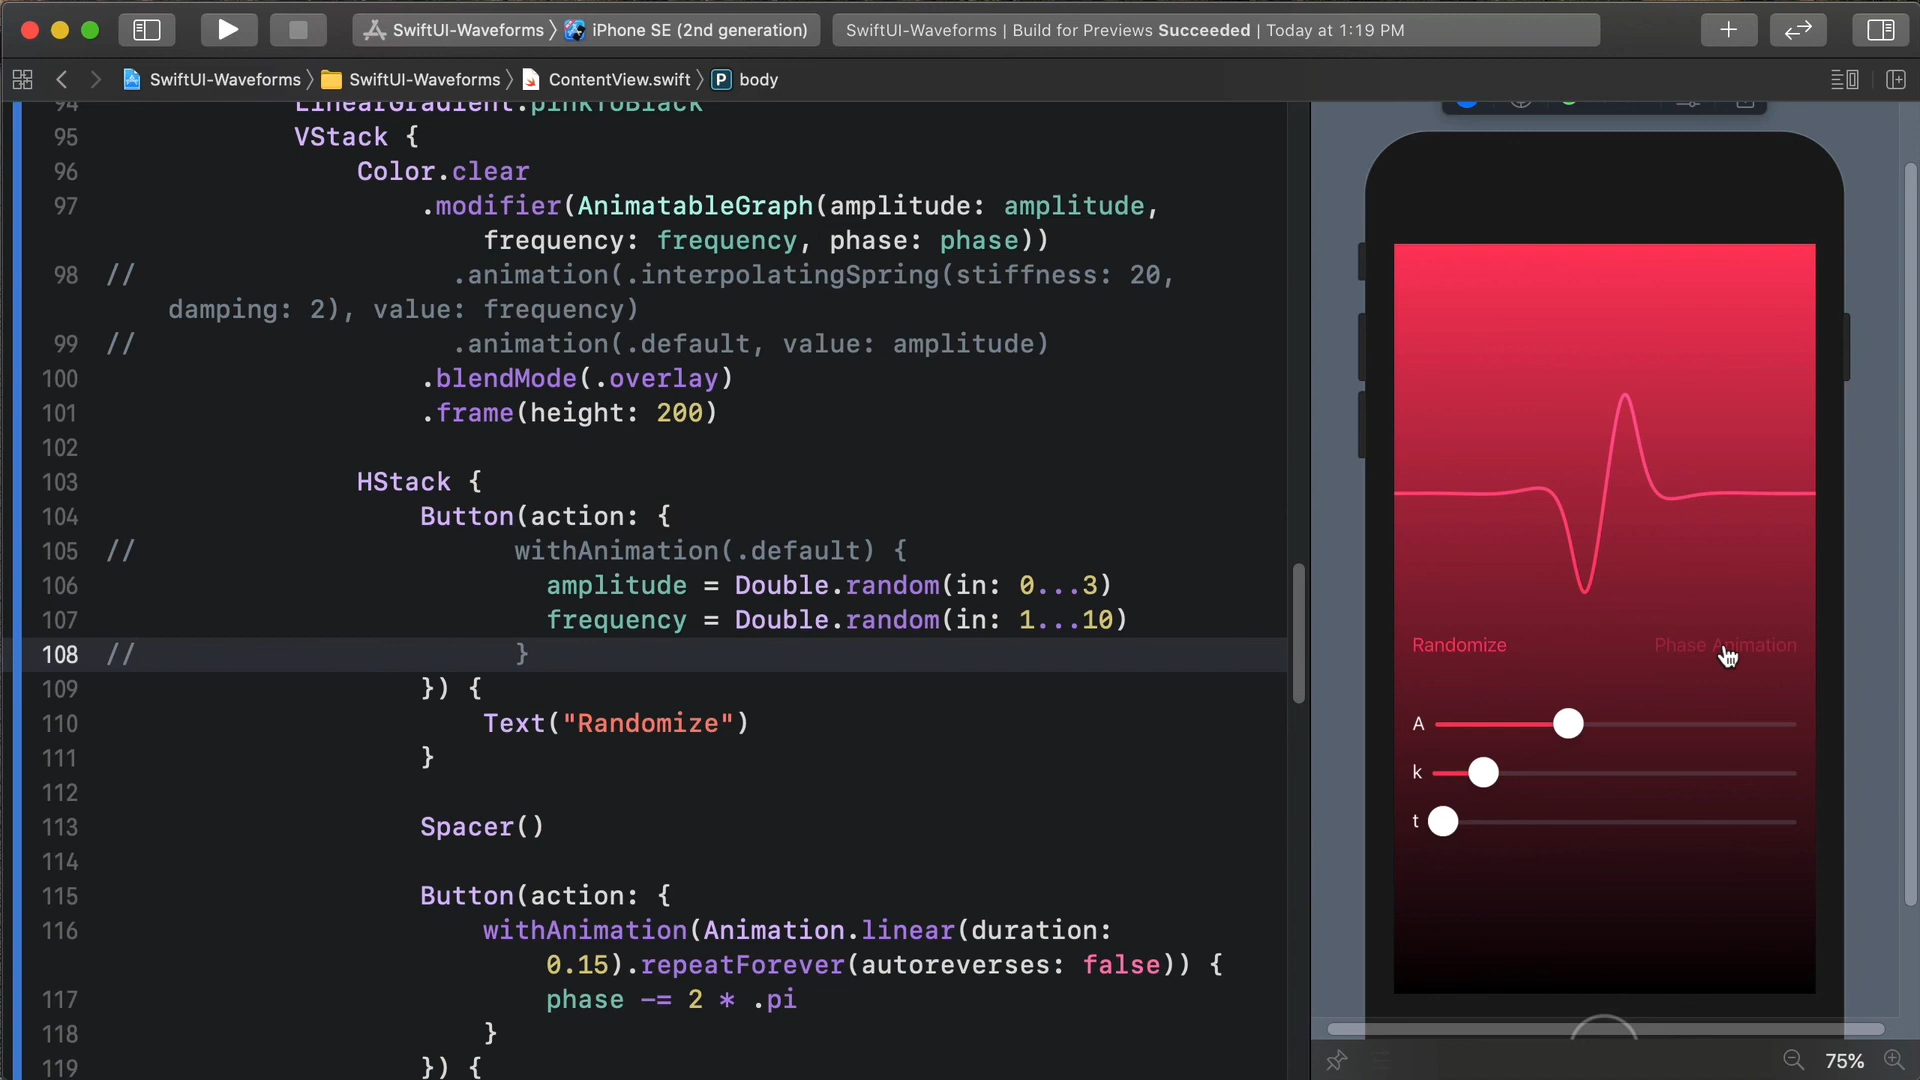 SwiftUI-Waveforms 〉 iPhone SE (2nd generation)
SwiftUI-Waveforms | Build for Previews Succeeded | Today at 1:19 PM
SwiftUI-Waveforms 〉 SwiftUI-Waveforms 〉 ContentView.swift 〉 P body
94 LinearGradient.pinkToBlack
95 VStack {
96 Color.clear
97 .modifier(AnimatableGraph(amplitude: amplitude,
frequency: frequency, phase: phase))
98 // .animation(.interpolatingSpring(stiffness: 20,
damping: 2), value: frequency)
99 // .animation(.default, value: amplitude)
100 .blendMode(.overlay)
101 .frame(height: 200)
102
103 HStack {
104 Button(action: {
105 // withAnimation(.default) {
106 amplitude = Double.random(in: 0...3)
107 frequency = Double.random(in: 1...10)
108 // }
109 }) {
110 Text("Randomize")
111 }
112
113 Spacer()
114
115 Button(action: {
116 withAnimation(Animation.linear(duration:
0.15).repeatForever(autoreverses: false)) {
117 phase -= 2 * .pi
118 }
119 }) {
Randomize Phase Animation
A
k
t
75%